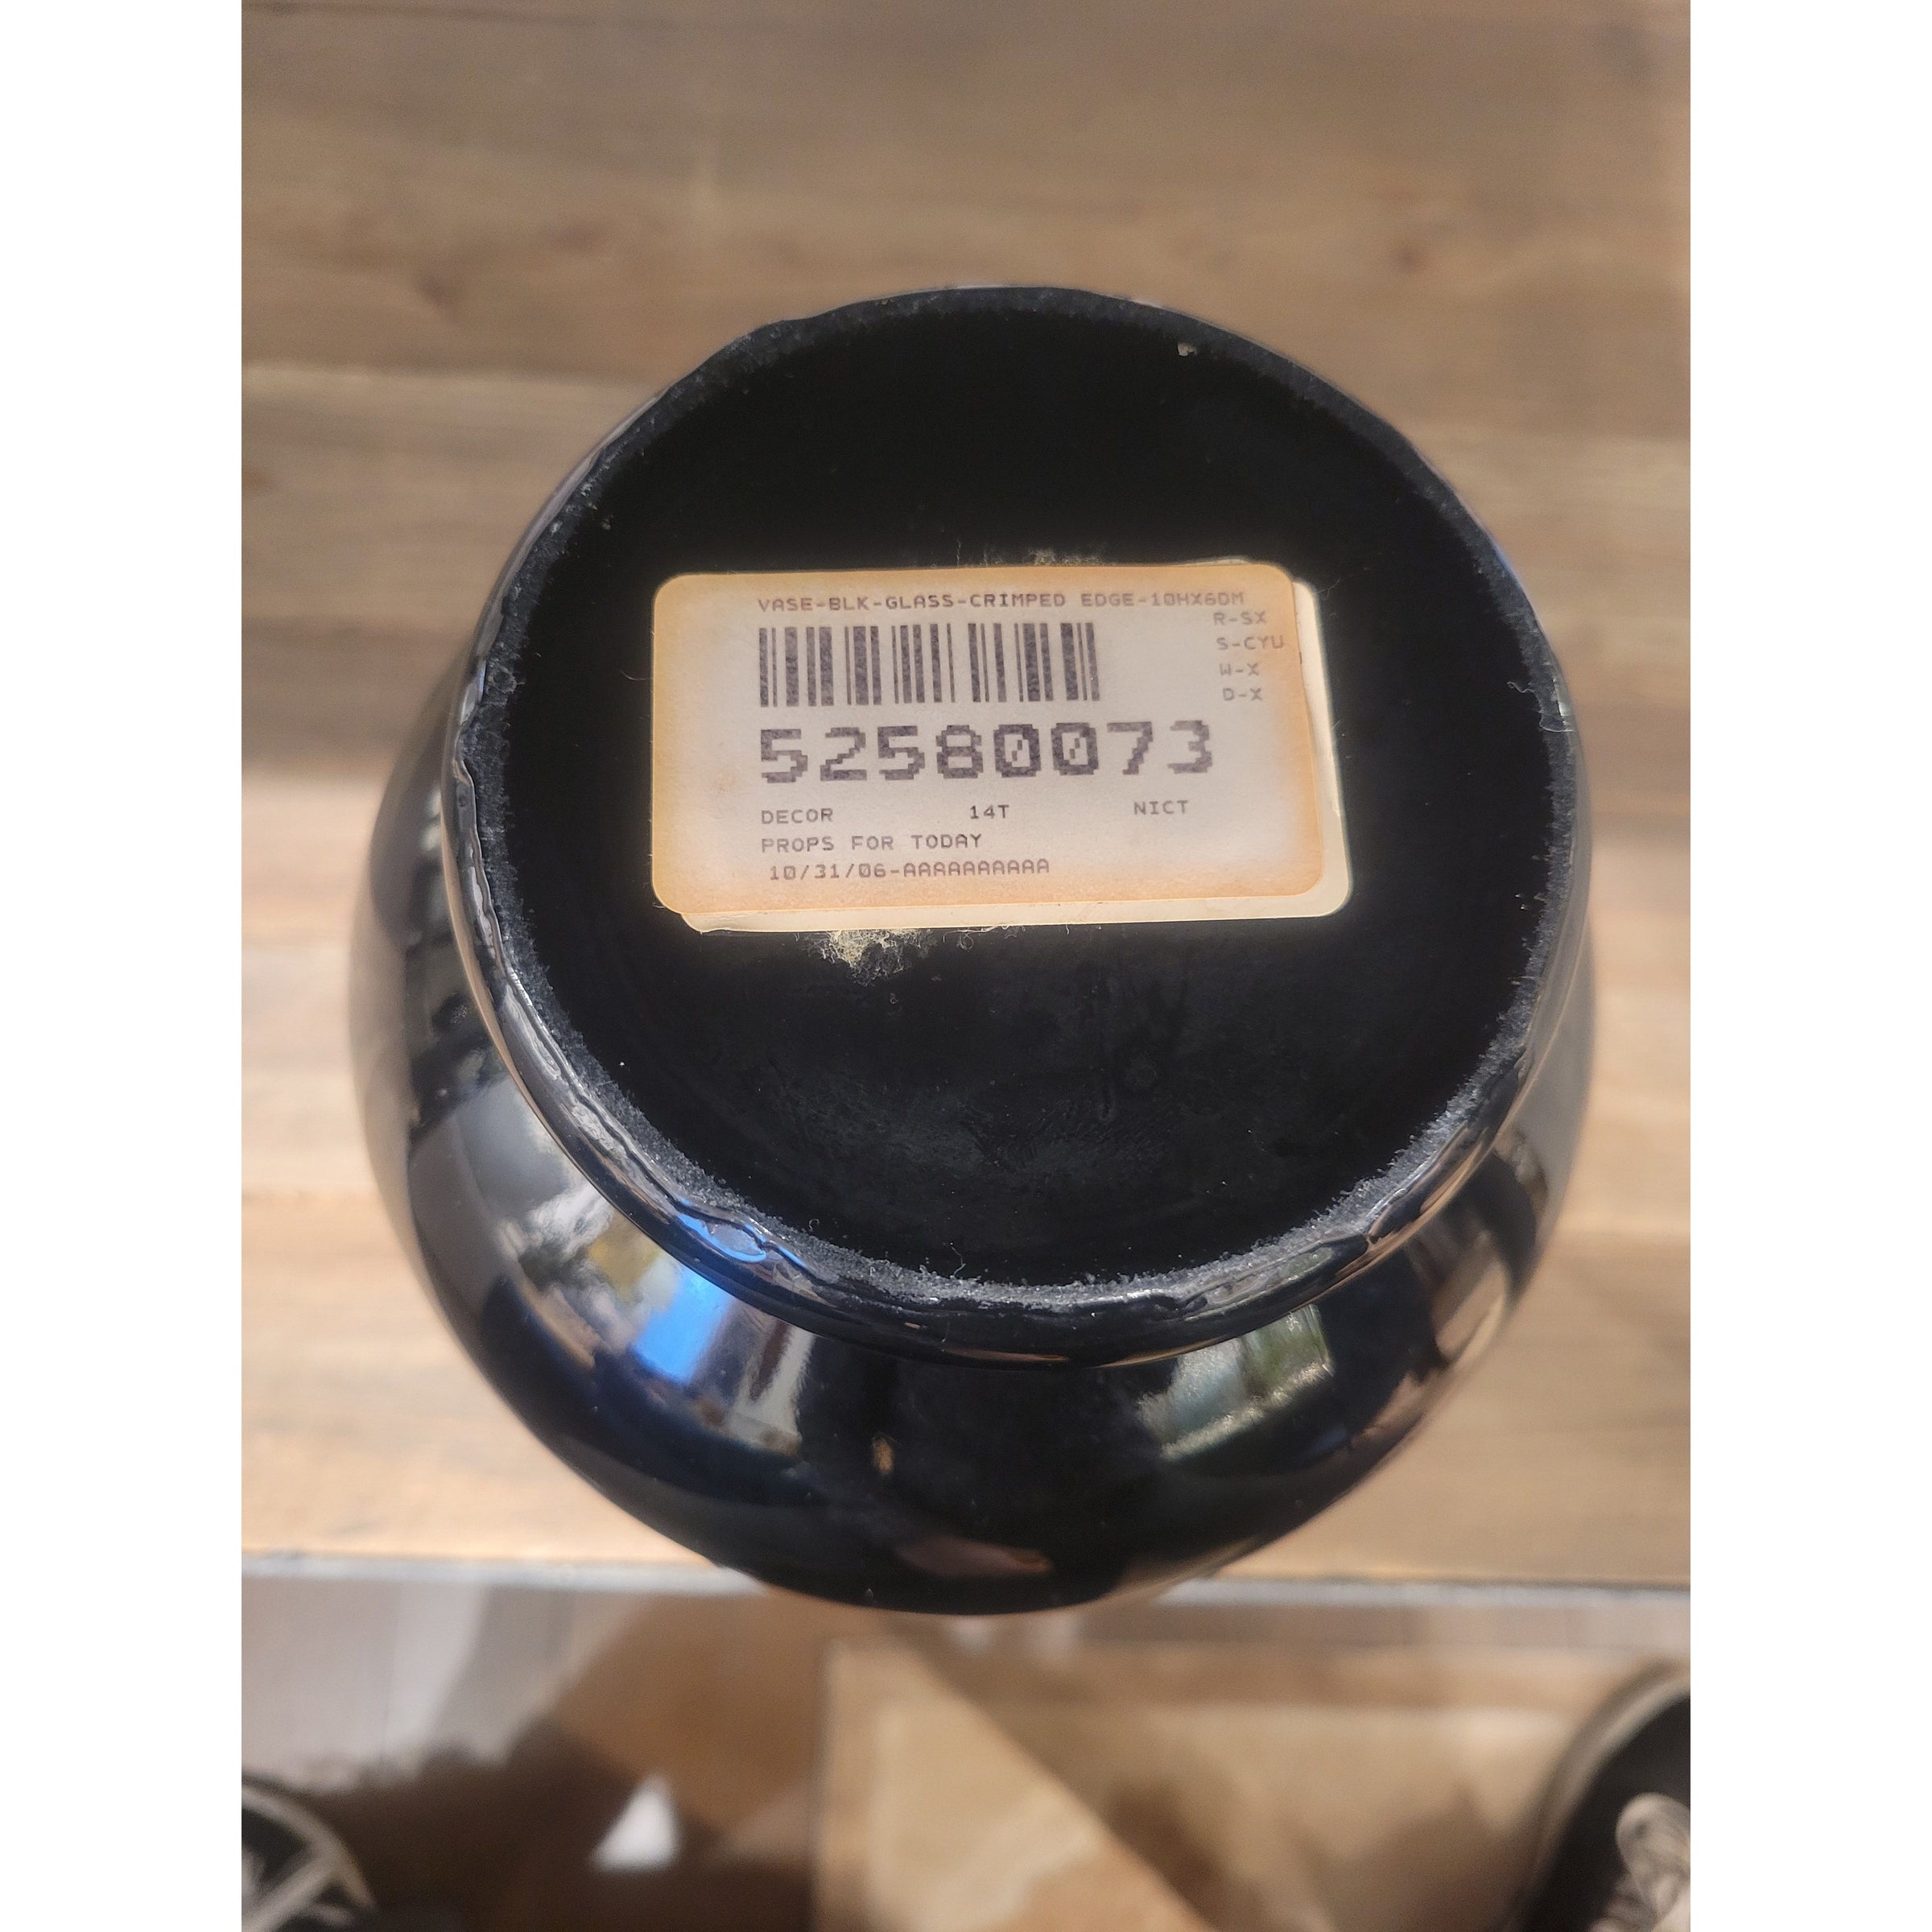 VASE-BLK-GLASS-CRIMPED EDGE-10HX6DM
R-SX
S-CYU
W-X
D-X
52580073
DECOR 14T NICT
PROPS FOR TODAY
10/31/06-AAAAAAAAAA